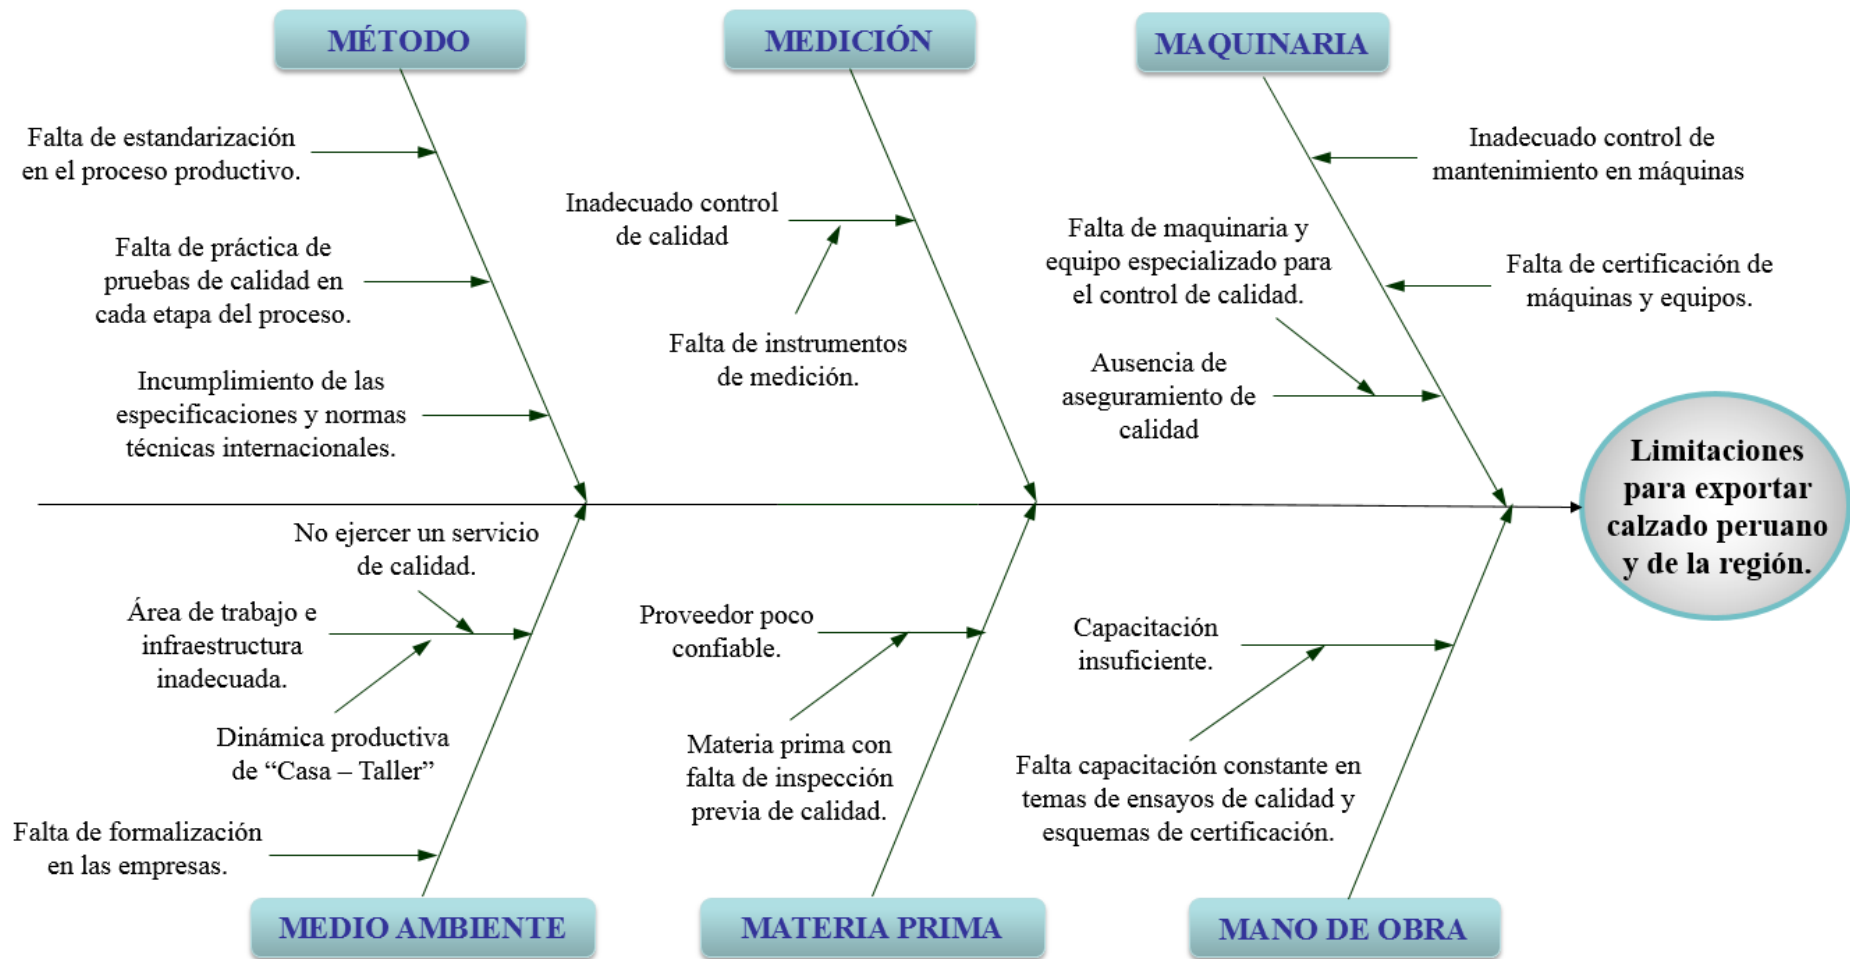 MÉTODO
MEDICIÓN
MAQUINARIA
Falta de estandarización
en el proceso productivo.
Falta de práctica de
pruebas de calidad en
cada etapa del proceso.
Incumplimiento de las
especificaciones y normas
técnicas internacionales.
Inadecuado control
de calidad
Falta de instrumentos
de medición.
Inadecuado control de
mantenimiento en máquinas
Falta de maquinaria y
equipo especializado para
el control de calidad.
Falta de certificación de
máquinas y equipos.
Ausencia de
aseguramiento de
calidad
Limitaciones
para exportar
calzado peruano
y de la región.
No ejercer un servicio
de calidad.
Área de trabajo e
infraestructura
inadecuada.
Dinámica productiva
de “Casa – Taller”
Falta de formalización
en las empresas.
Proveedor poco
confiable.
Materia prima con
falta de inspección
previa de calidad.
Capacitación
insuficiente.
Falta capacitación constante en
temas de ensayos de calidad y
esquemas de certificación.
MEDIO AMBIENTE
MATERIA PRIMA
MANO DE OBRA